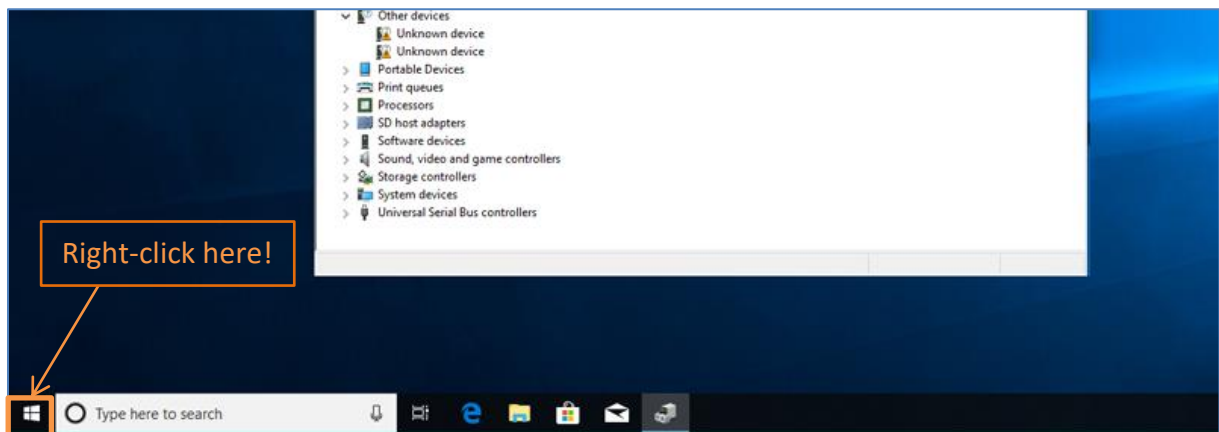 Other devices
Unknown device
Unknown device
Portable Devices
Print queues
Processors
SD host adapters
Software devices
Sound, video and game controllers
Storage controllers
System devices
Universal Serial Bus controllers
Right-click here!
Type here to search